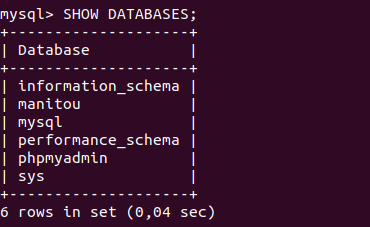 mysql> SHOW DATABASES;
+--------------------+
| Database           |
+--------------------+
| information_schema |
| manitou            |
| mysql              |
| performance_schema |
| phpmyadmin         |
| sys                |
+--------------------+
6 rows in set (0,04 sec)